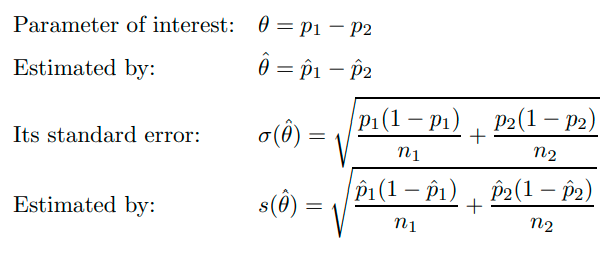 Parameter of interest: θ = p₁ − p₂
Estimated by: θ̂ = p̂₁ − p̂₂
Its standard error: σ(θ̂) = √(p₁(1 − p₁)/n₁ + p₂(1 − p₂)/n₂)
Estimated by: s(θ̂) = √(p̂₁(1 − p̂₁)/n₁ + p̂₂(1 − p̂₂)/n₂)